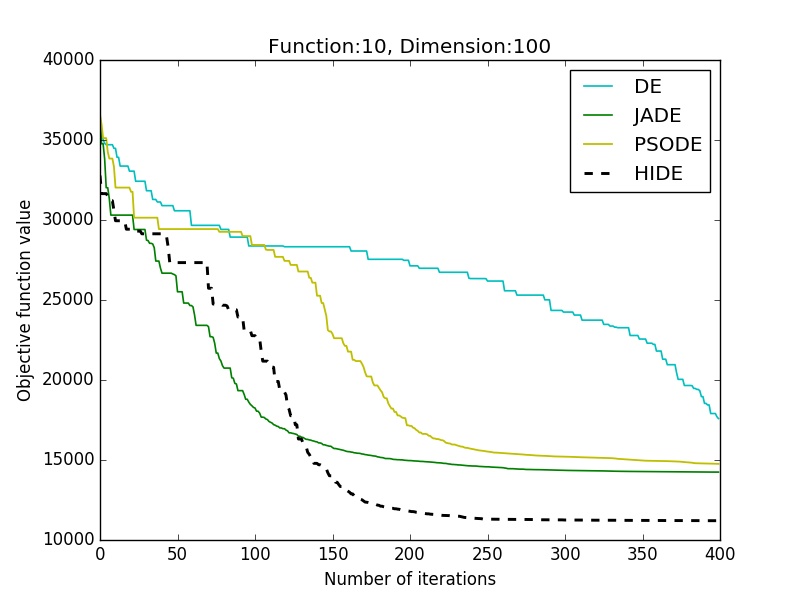 Function:10, Dimension:100
40000
35000
30000
25000
20000
15000
10000
Objective function value
0 50 100 150 200 250 300 350 400
Number of iterations
DE
JADE
PSODE
HIDE